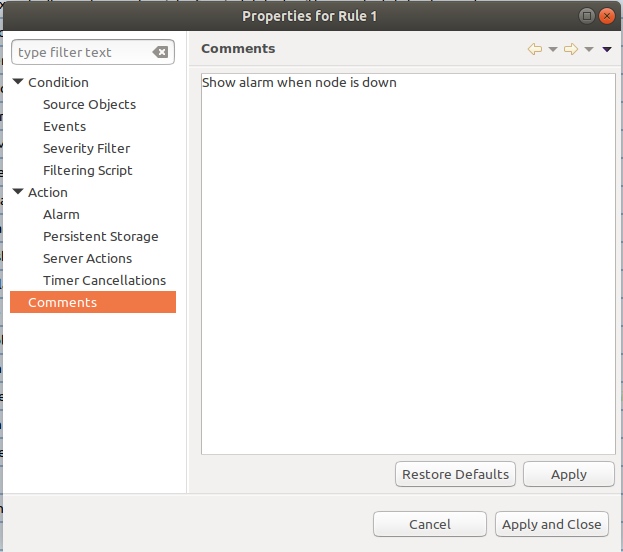 Properties for Rule 1
type filter text
Condition
Source Objects
Events
Severity Filter
Filtering Script
Action
Alarm
Persistent Storage
Server Actions
Timer Cancellations
Comments
Comments
Show alarm when node is down
Restore Defaults
Apply
Cancel
Apply and Close